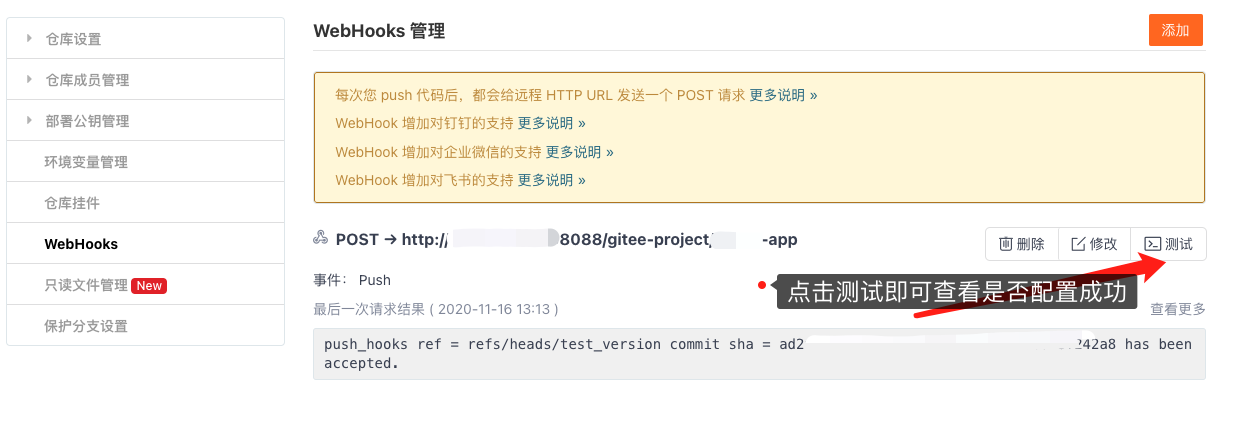 仓库设置
仓库成员管理
部署公钥管理
环境变量管理
仓库挂件
WebHooks
只读文件管理 New
保护分支设置
WebHooks 管理
添加
每次您 push 代码后，都会给远程 HTTP URL 发送一个 POST 请求 更多说明 »
WebHook 增加对钉钉的支持 更多说明 »
WebHook 增加对企业微信的支持 更多说明 »
WebHook 增加对飞书的支持 更多说明 »
POST → http:// 8088/gitee-project/ -app
删除 修改 测试
事件： Push
点击测试即可查看是否配置成功
最后一次请求结果 ( 2020-11-16 13:13 )
查看更多
push_hooks ref = refs/heads/test_version commit sha = ad2 242a8 has been
accepted.